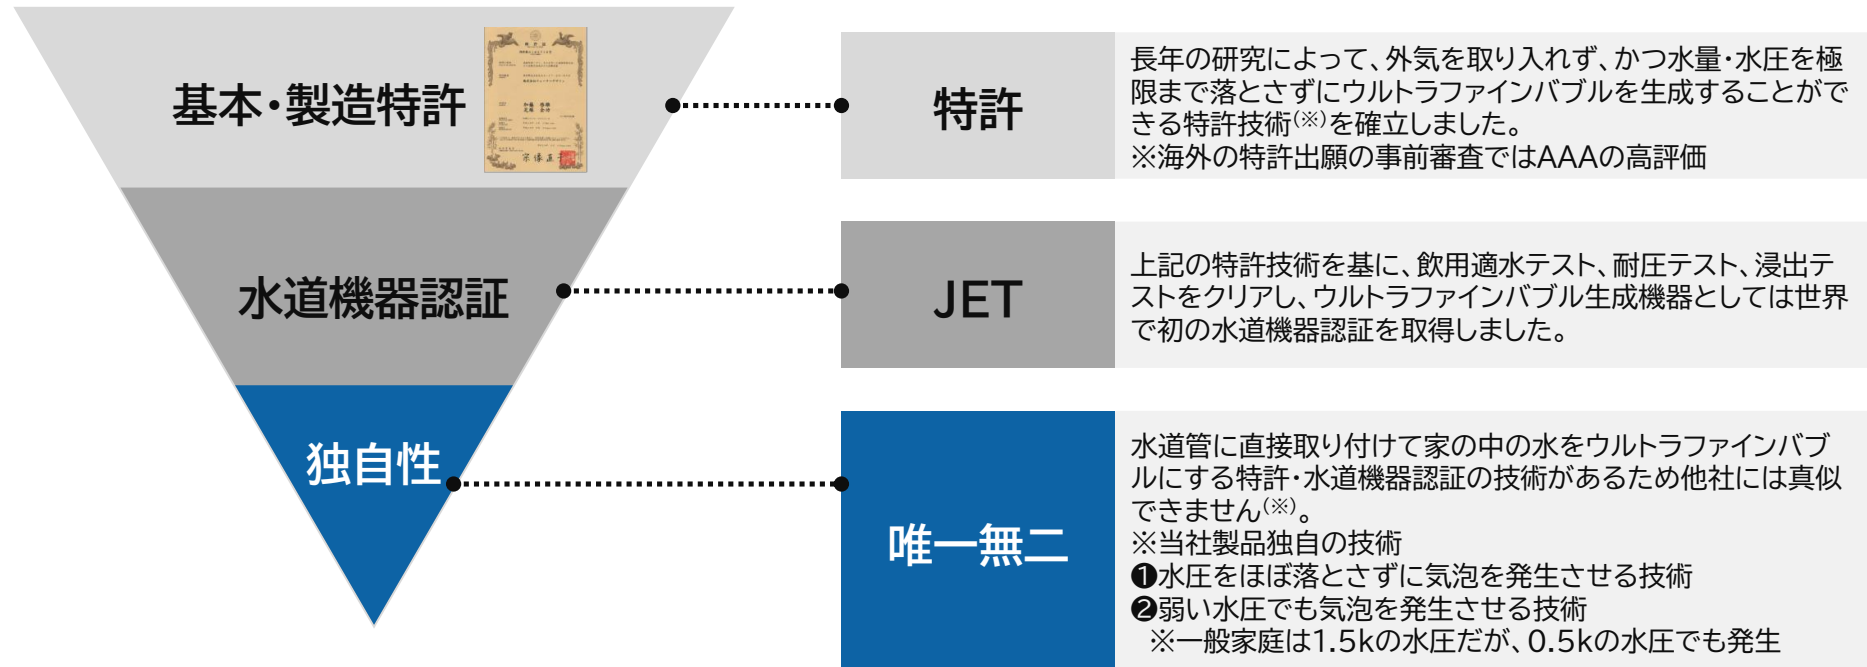 基本・製造特許
特許
長年の研究によって、外気を取り入れず、かつ水量・水圧を極
限まで落とさずにウルトラファインバブルを生成することがで
きる特許技術(※)を確立しました。
※海外の特許出願の事前審査ではAAAの高評価
水道機器認証
JET
上記の特許技術を基に、飲用適水テスト、耐圧テスト、浸出テ
ストをクリアし、ウルトラファインバブル生成機器としては世界
で初の水道機器認証を取得しました。
独自性
唯一無二
水道管に直接取り付けて家の中の水をウルトラファインバブ
ルにする特許・水道機器認証の技術があるため他社には真似
できません(※)。
※当社製品独自の技術
❶水圧をほぼ落とさずに気泡を発生させる技術
❷弱い水圧でも気泡を発生させる技術
※一般家庭は1.5kの水圧だが、0.5kの水圧でも発生